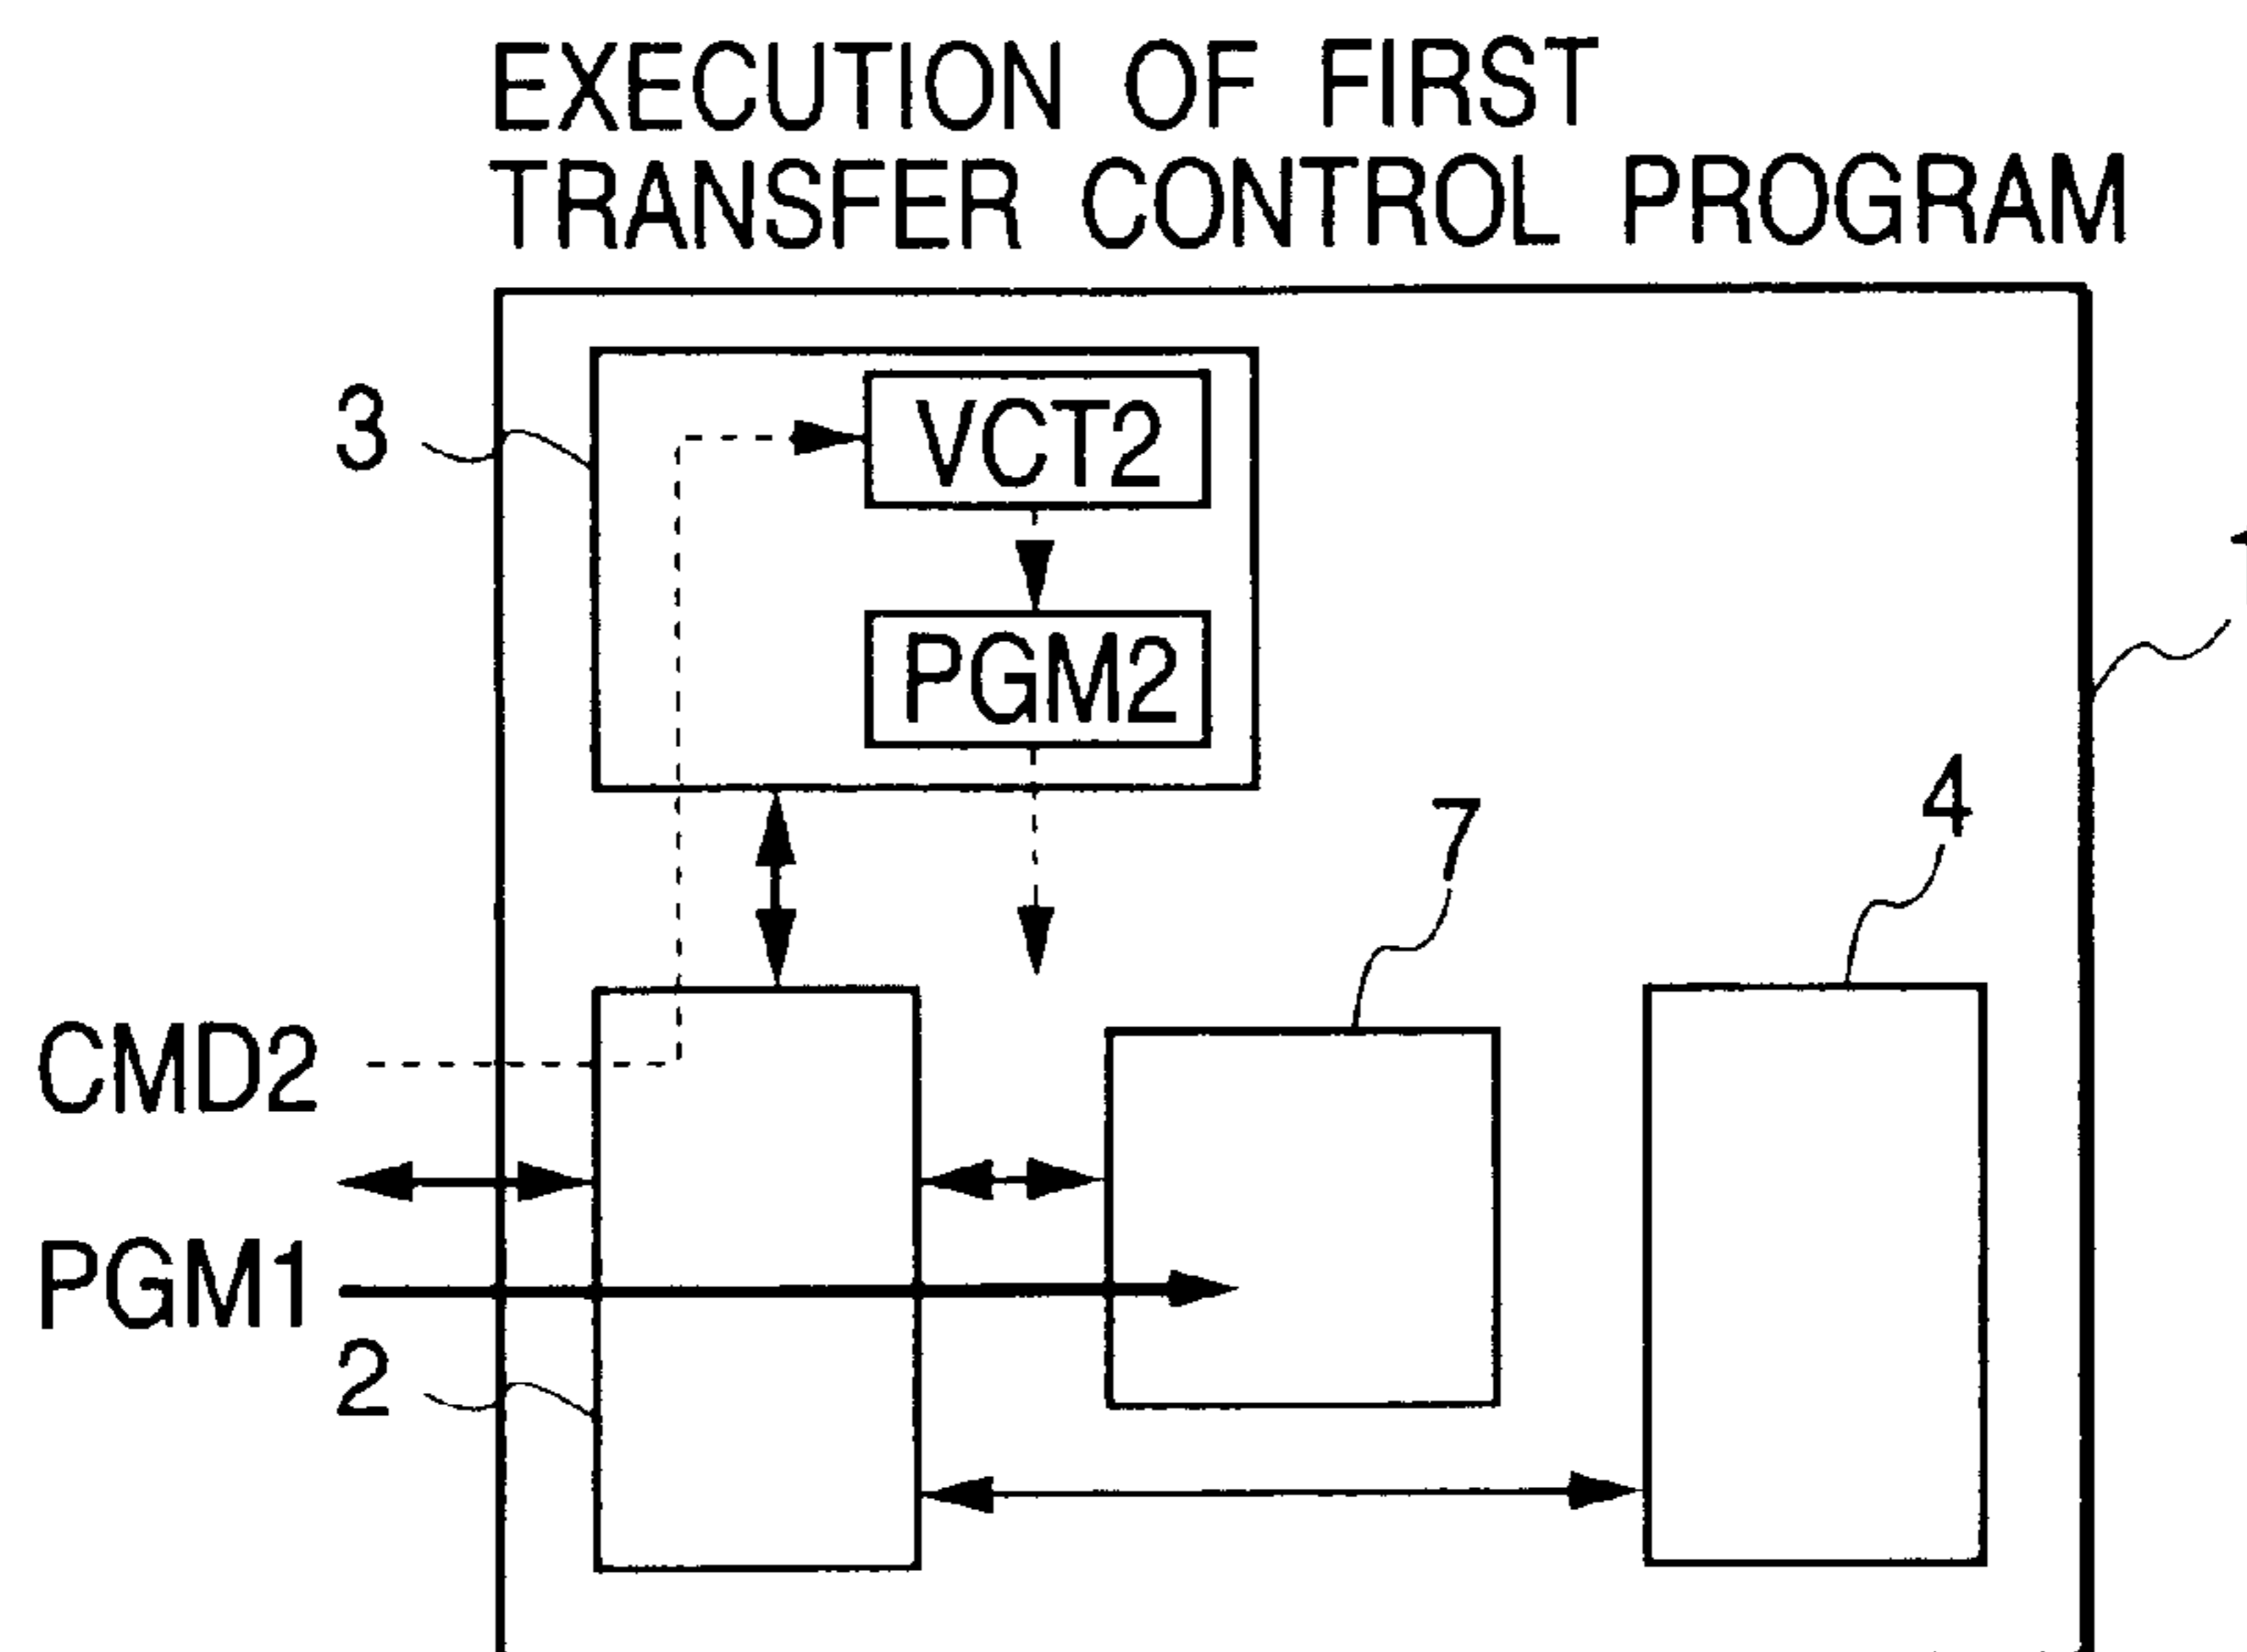 EXECUTION OF FIRST
TRANSFER CONTROL PROGRAM
3
VCT2
PGM2
7
4
CMD2
PGM1
2